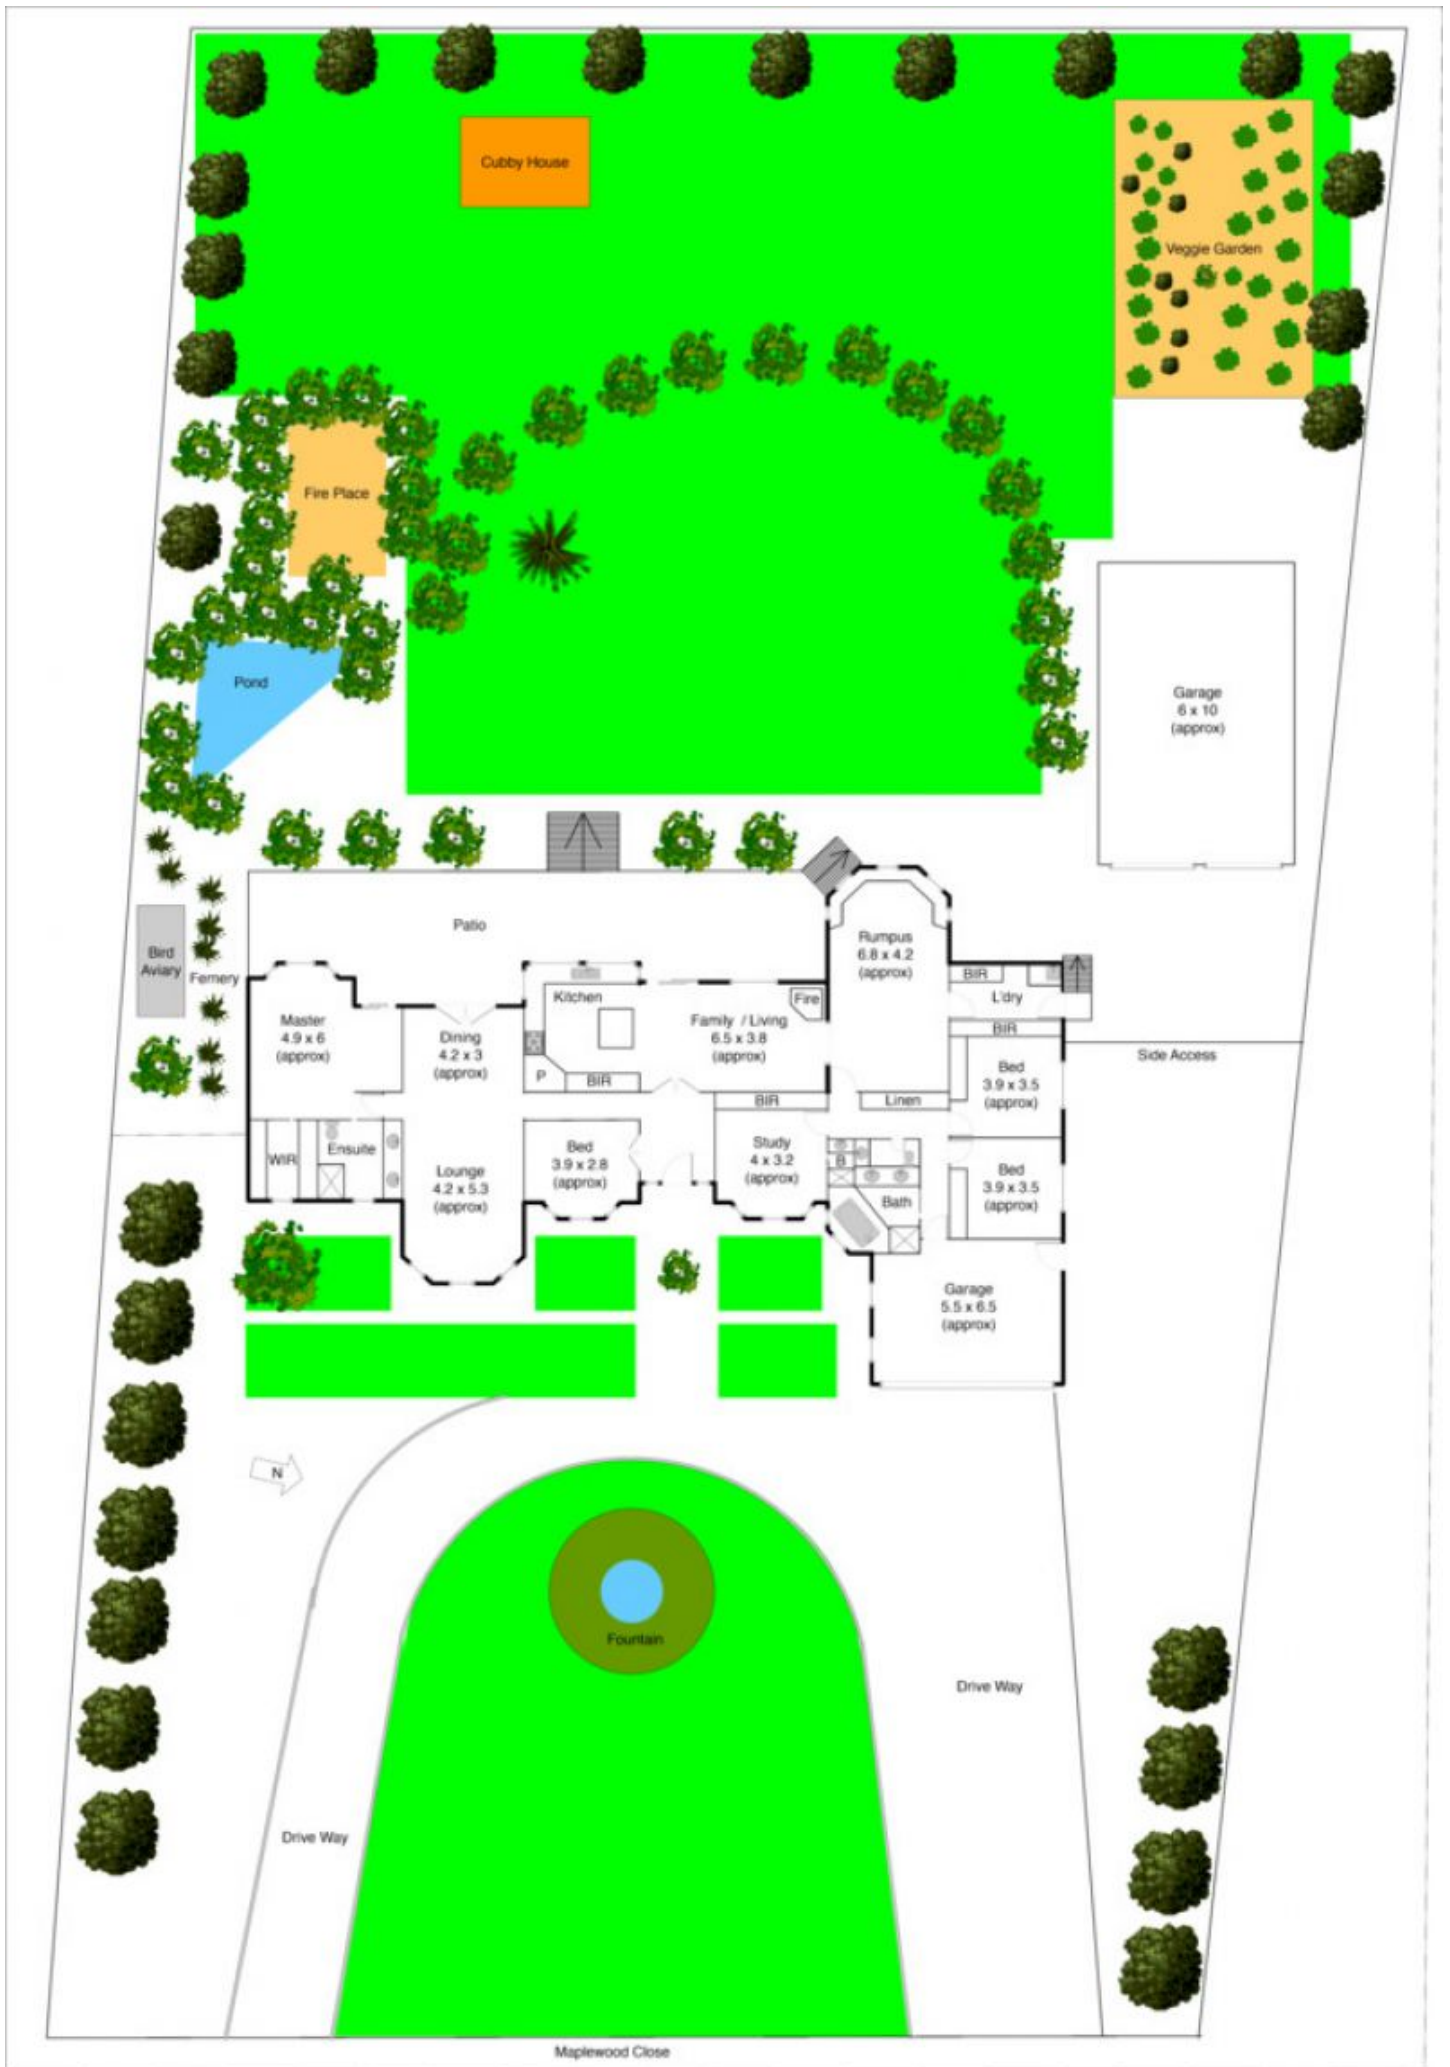 Cubby House
Veggie Garden
Fire Place
Pond
Garage
6 x 10
(approx)
Patio
Bird
Aviary
Fernery
Rumpus
6.8 x 4.2
(approx)
BIR
L'dry
BIR
Kitchen
Fire
Master
4.9 x 6
(approx)
Dining
4.2 x 3
(approx)
Family / Living
6.5 x 3.8
(approx)
P
BIR
Side Access
Bed
3.9 x 3.5
(approx)
BIR
Linen
WIR
Ensuite
Lounge
4.2 x 5.3
(approx)
Bed
3.9 x 2.8
(approx)
Study
4 x 3.2
(approx)
B
Bath
Bed
3.9 x 3.5
(approx)
Garage
5.5 x 6.5
(approx)
N
Fountain
Drive Way
Drive Way
Maplewood Close